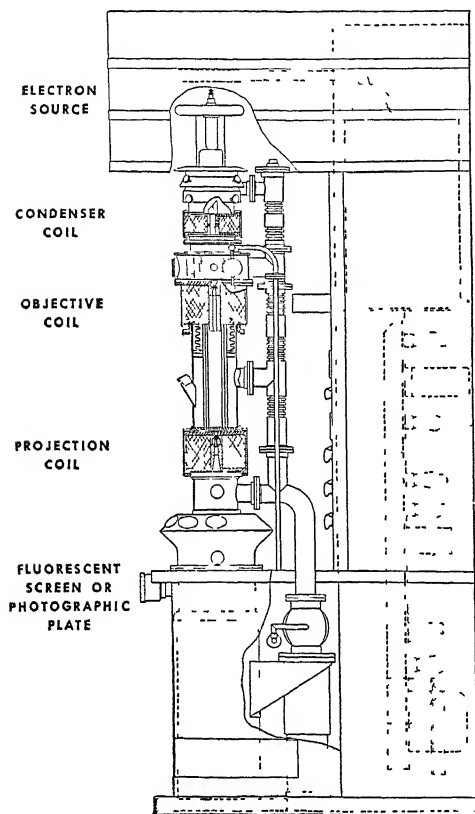 ELECTRON
SOURCE
CONDENSER
COIL
OBJECTIVE
COIL
PROJECTION
COIL
FLUORESCENT
SCREEN OR
PHOTOGRAPHIC
PLATE